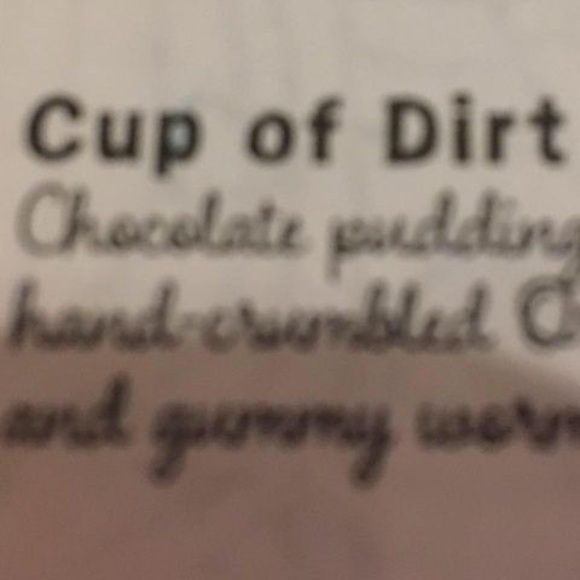 Cup of Dirt
Chocolate pudding
hand-crumbled
and gummy